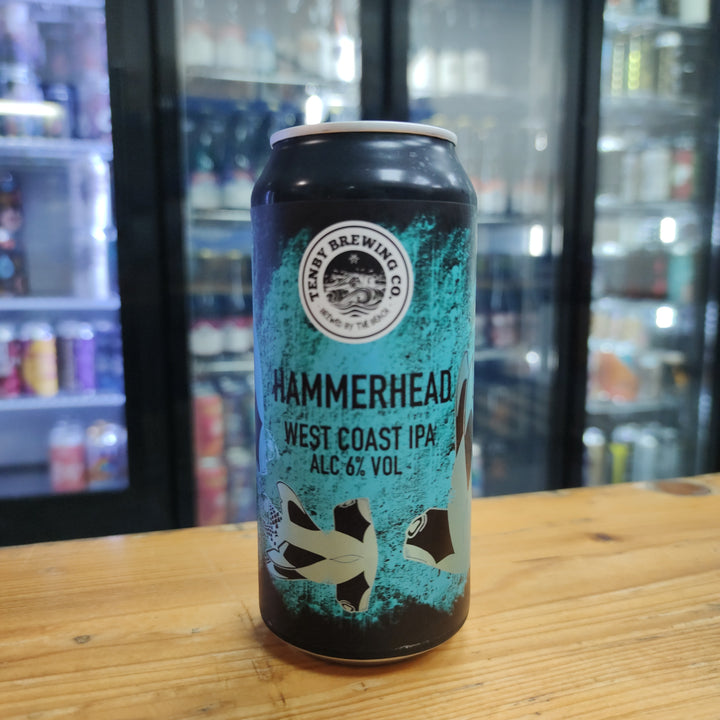 TENBY BREWING CO.
BREWED BY THE BEACH
HAMMERHEAD
WEST COAST IPA
ALC 6% VOL